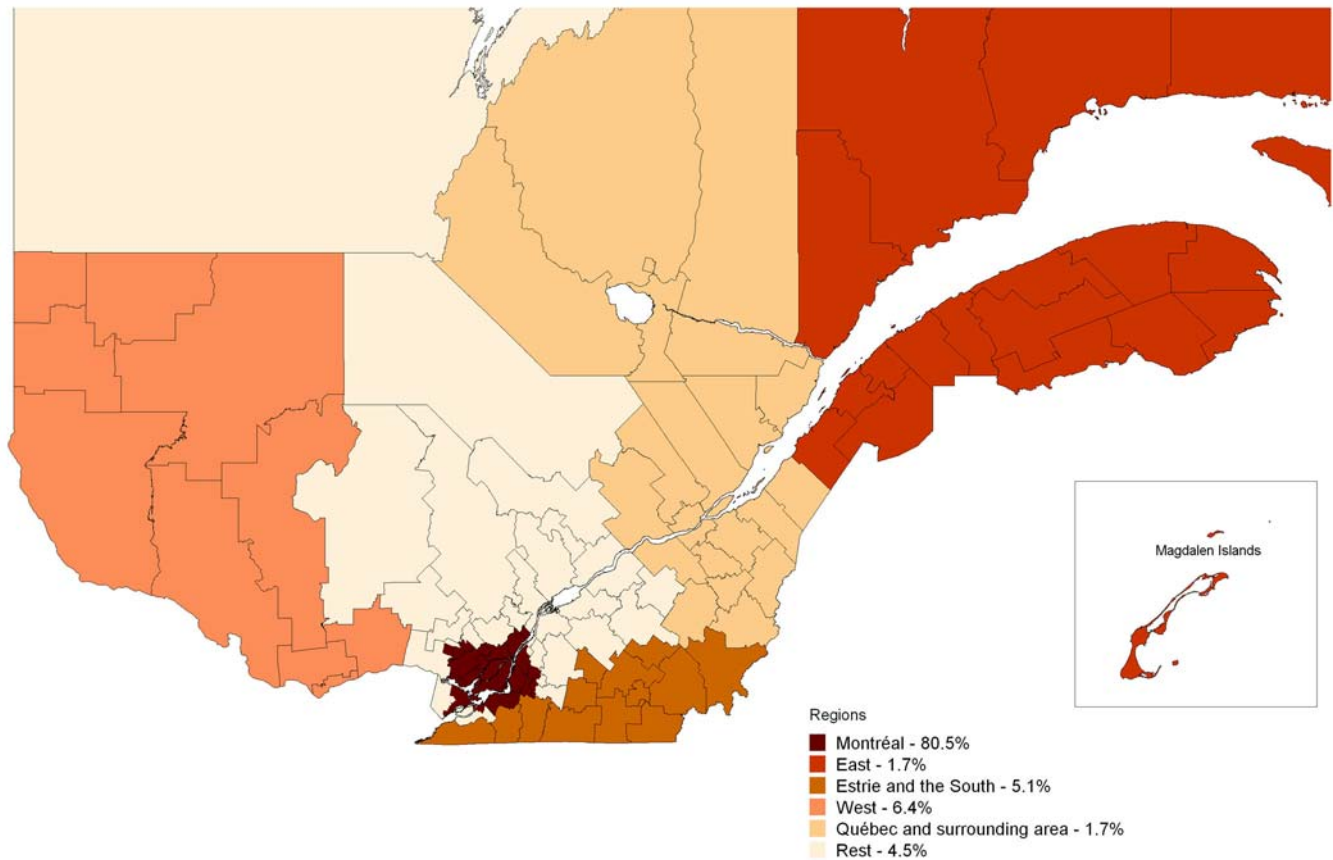 Magdalen Islands
Regions
Montréal - 80.5%
East - 1.7%
Estrie and the South - 5.1%
West - 6.4%
Québec and surrounding area - 1.7%
Rest - 4.5%